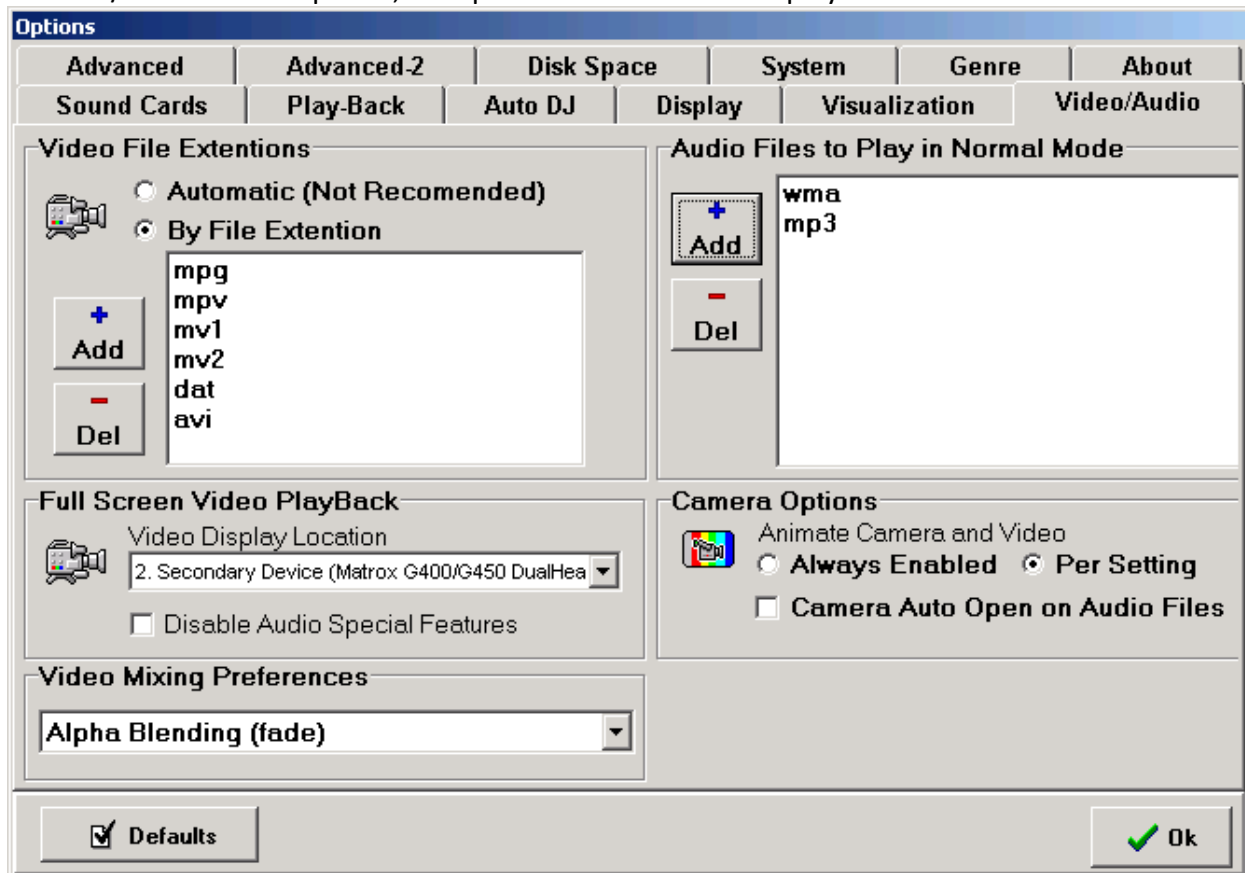 Options
Advanced Advanced-2 Disk Space System Genre About
Sound Cards Play-Back Auto DJ Display Visualization Video/Audio
Video File Extentions
Automatic (Not Recomended)
By File Extention
mpg
mpv
mv1
mv2
dat
avi
Add
Del
Audio Files to Play in Normal Mode
wma
mp3
Add
Del
Full Screen Video PlayBack
Video Display Location
2. Secondary Device (Matrox G400/G450 DualHea
Disable Audio Special Features
Camera Options
Animate Camera and Video
Always Enabled Per Setting
Camera Auto Open on Audio Files
Video Mixing Preferences
Alpha Blending (fade)
Defaults
Ok